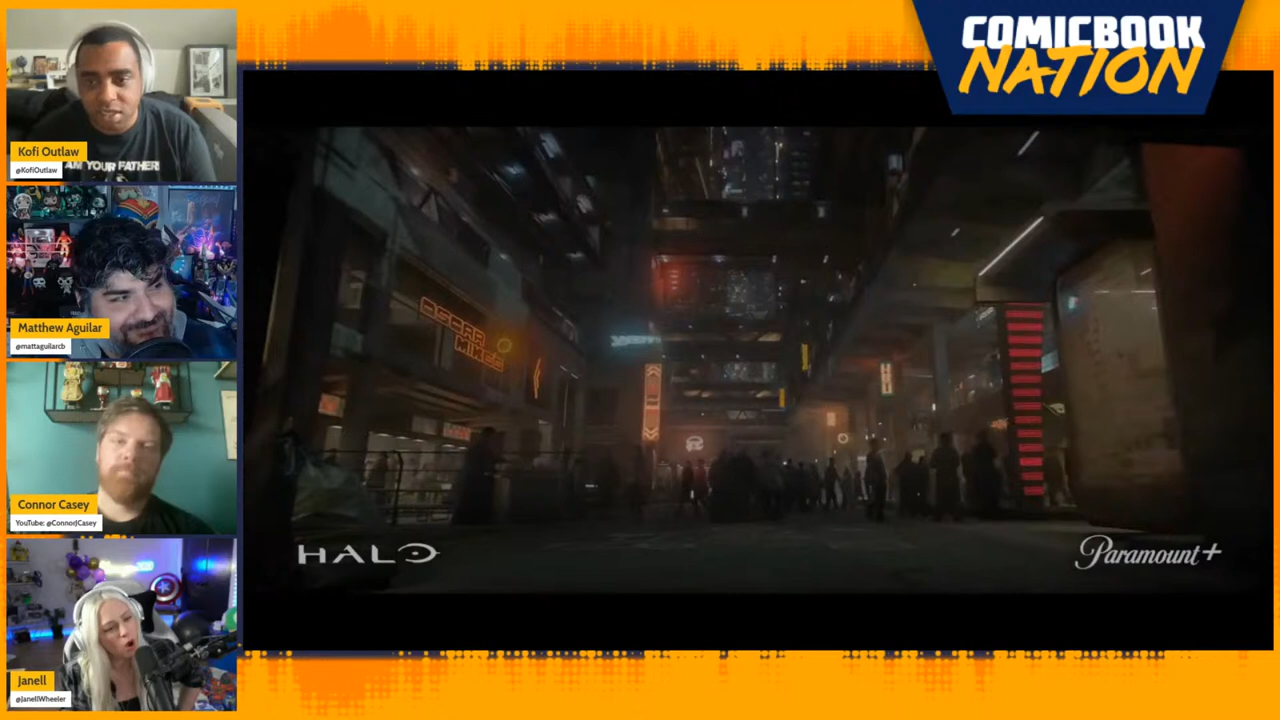 COMICBOOK
NATION
AM YOUR FATHER!
Kofi Outlaw
@KofiOutlaw
Matthew Aguilar
@mattaguilarcb
Connor Casey
YouTube: @ConnorJCasey
Janell
@JanellWheeler
OSCAR
MIKES
HALO
Paramount+